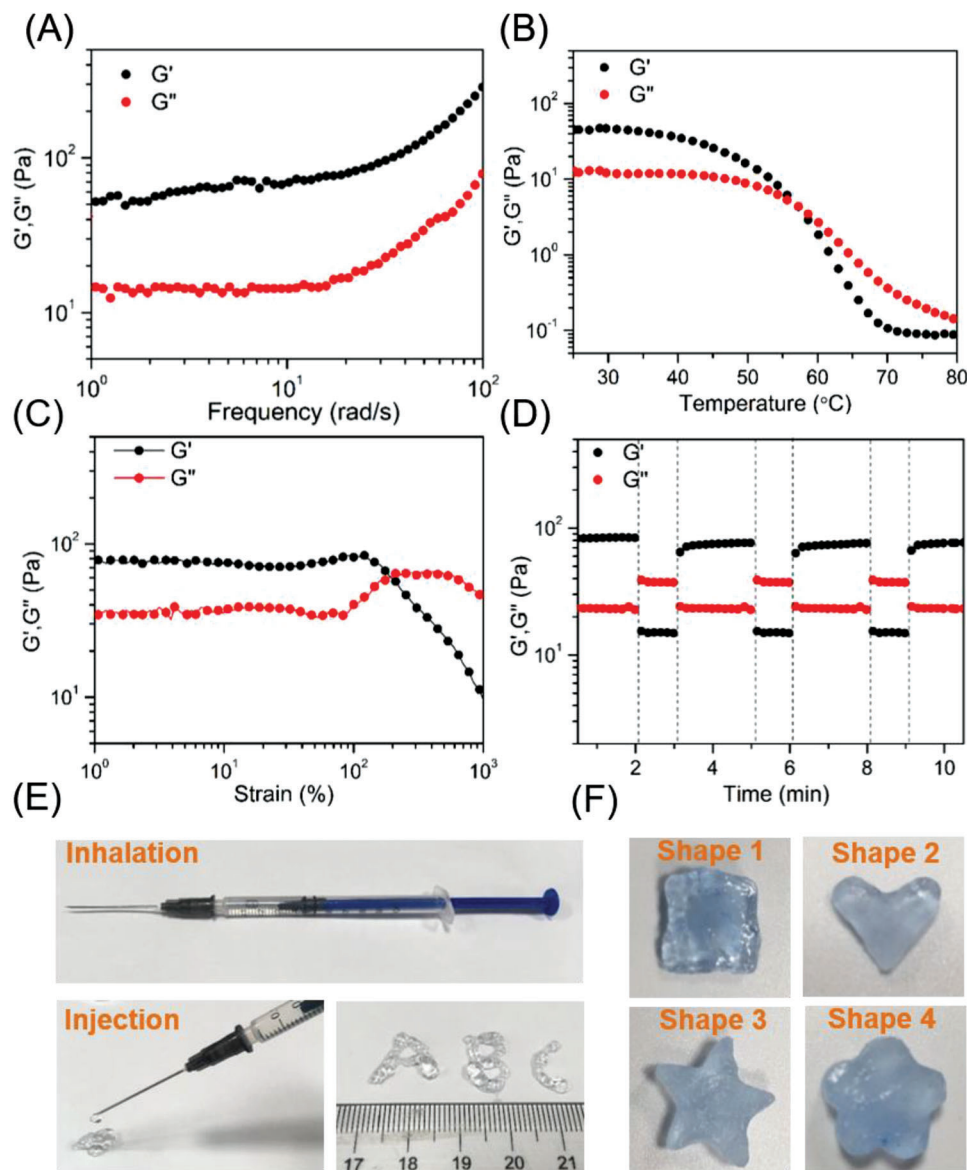 (A)
G'
G"
10²
10¹
G',G" (Pa)
10⁰ 10¹ 10²
Frequency (rad/s)
(B)
G'
G"
10²
10¹
10⁰
10⁻¹
G',G" (Pa)
30 40 50 60 70 80
Temperature (°C)
(C)
G'
G"
10²
10¹
G',G" (Pa)
10⁰ 10¹ 10² 10³
Strain (%)
(D)
G'
G"
10²
10¹
G',G" (Pa)
2 4 6 8 10
Time (min)
(E)
Inhalation
Injection
A B C
17 18 19 20 21
(F)
Shape 1
Shape 2
Shape 3
Shape 4